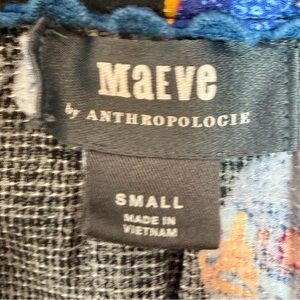 MAEVE
by ANTHROPOLOGIE
SMALL
MADE IN
VIETNAM